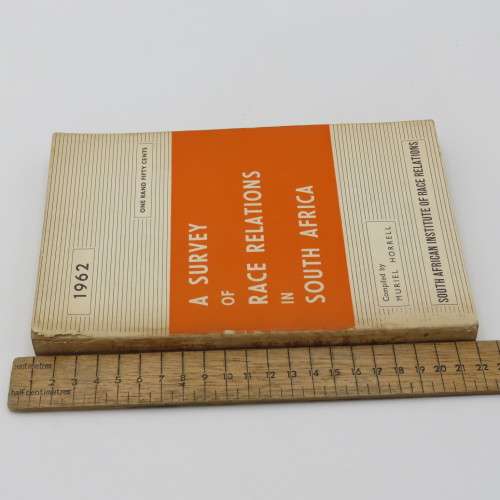 1962
ONE RAND FIFTY CENTS
A SURVEY
OF
RACE RELATIONS
IN
SOUTH AFRICA
Compiled by
MURIEL HORRELL
SOUTH AFRICAN INSTITUTE OF RACE RELATIONS
centimetres
2 3 4 5 6 7 8 9 10 11 12 13 14 15 16 17 18 19 20 21 22
half centimetres